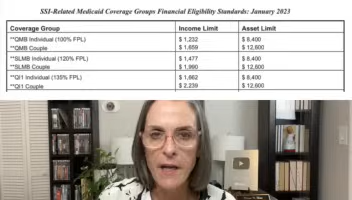 SSI-Related Medicaid Coverage Groups Financial Eligibility Standards: January 2023
Coverage Group Income Limit Asset Limit
**QMB Individual (100% FPL) $ 1,232 $ 8,400
**QMB Couple $ 1,659 $ 12,600
**SLMB Individual (120% FPL) $ 1,477 $ 8,400
**SLMB Couple $ 1,990 $ 12,600
**QI1 Individual (135% FPL) $ 1,662 $ 8,400
**QI1 Couple $ 2,239 $ 12,600